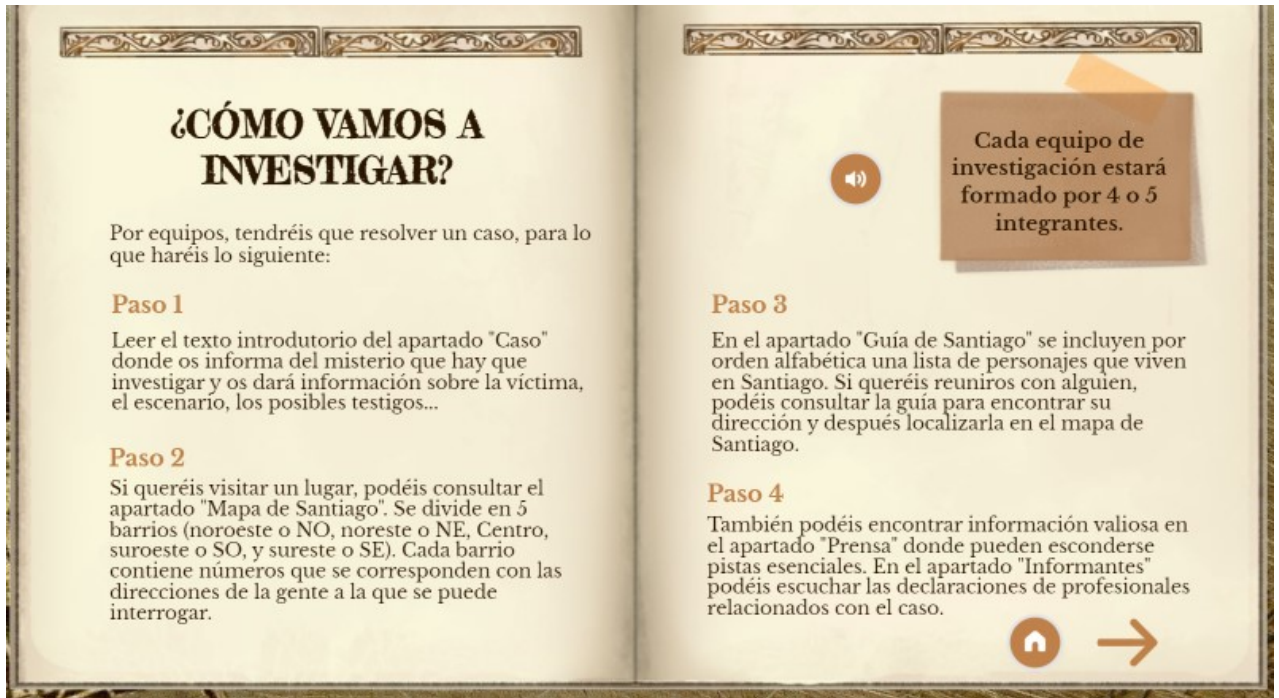 ¿CÓMO VAMOS A
INVESTIGAR?
Por equipos, tendréis que resolver un caso, para lo
que haréis lo siguiente:
Paso 1
Leer el texto introdutorio del apartado "Caso"
donde os informa del misterio que hay que
investigar y os dará información sobre la víctima,
el escenario, los posibles testigos...
Paso 2
Si queréis visitar un lugar, podéis consultar el
apartado "Mapa de Santiago". Se divide en 5
barrios (noroeste o NO, noreste o NE, Centro,
suroeste o SO, y sureste o SE). Cada barrio
contiene números que se corresponden con las
direcciones de la gente a la que se puede
interrogar.
Cada equipo de
investigación estará
formado por 4 o 5
integrantes.
Paso 3
En el apartado "Guía de Santiago" se incluyen por
orden alfabética una lista de personajes que viven
en Santiago. Si queréis reuniros con alguien,
podéis consultar la guía para encontrar su
dirección y después localizarla en el mapa de
Santiago.
Paso 4
También podéis encontrar información valiosa en
el apartado "Prensa" donde pueden esconderse
pistas esenciales. En el apartado "Informantes"
podéis escuchar las declaraciones de profesionales
relacionados con el caso.